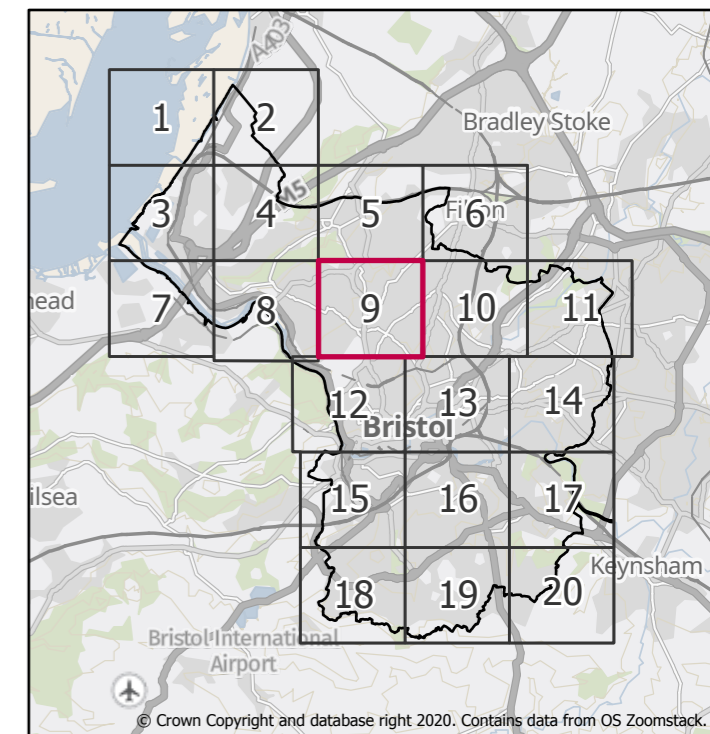 A403
1
2
Bradley Stoke
M5
3
4
5
Filton
6
ead
7
8
9
10
11
12
13
14
Bristol
ilsea
15
16
17
Keynsham
18
19
20
Bristol International
Airport
© Crown Copyright and database right 2020. Contains data from OS Zoomstack.